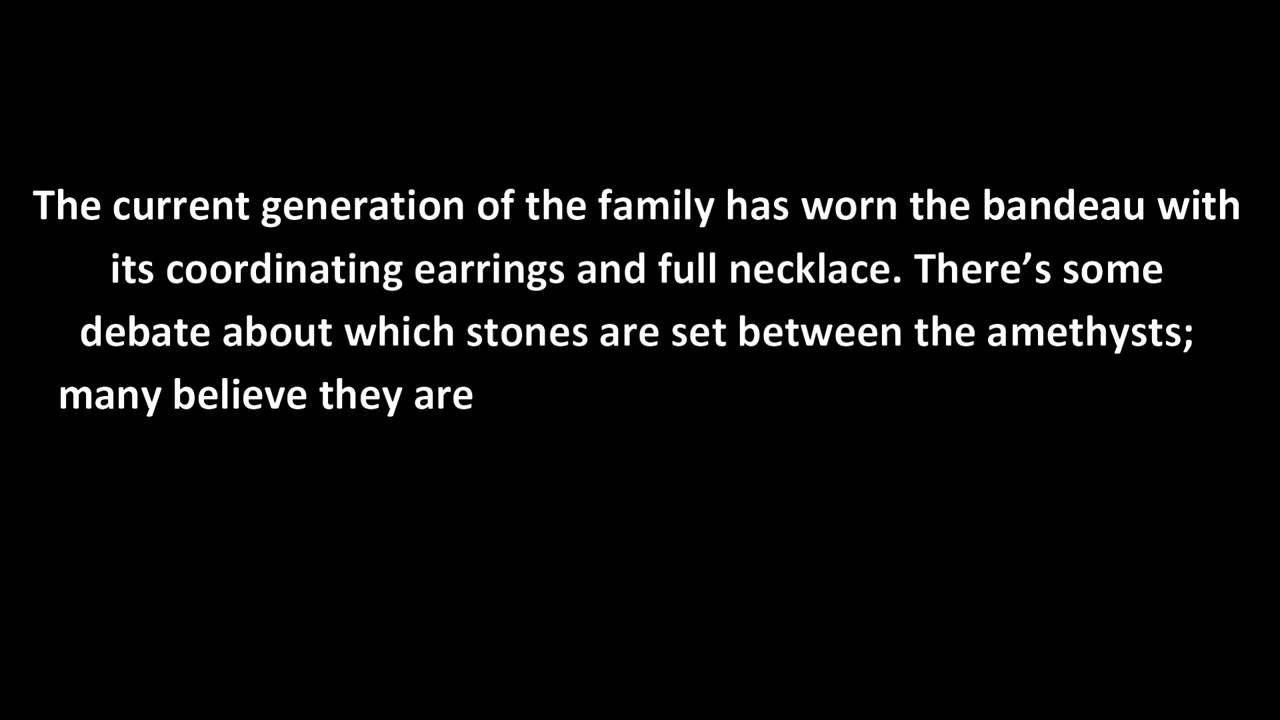 The current generation of the family has worn the bandeau with
its coordinating earrings and full necklace. There’s some
debate about which stones are set between the amethysts;
many believe they are